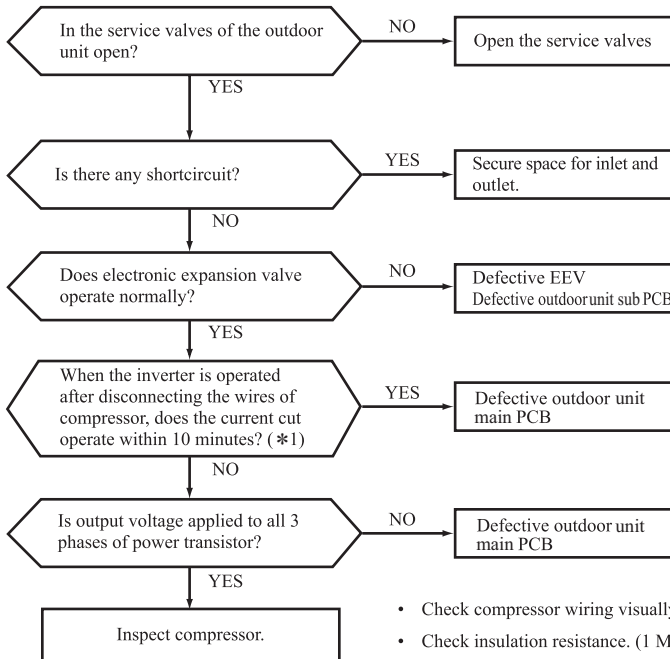 In the service valves of the outdoor
unit open?
NO
Open the service valves
YES
Is there any shortcircuit?
YES
Secure space for inlet and
outlet.
NO
Does electronic expansion valve
operate normally?
NO
Defective EEV
Defective outdoor unit sub PCB
YES
When the inverter is operated
after disconnecting the wires of
compressor, does the current cut
operate within 10 minutes? (∗1)
YES
Defective outdoor unit
main PCB
NO
Is output voltage applied to all 3
phases of power transistor?
NO
Defective outdoor unit
main PCB
YES
Inspect compressor.
• Check compressor wiring visually
• Check insulation resistance. (1 M